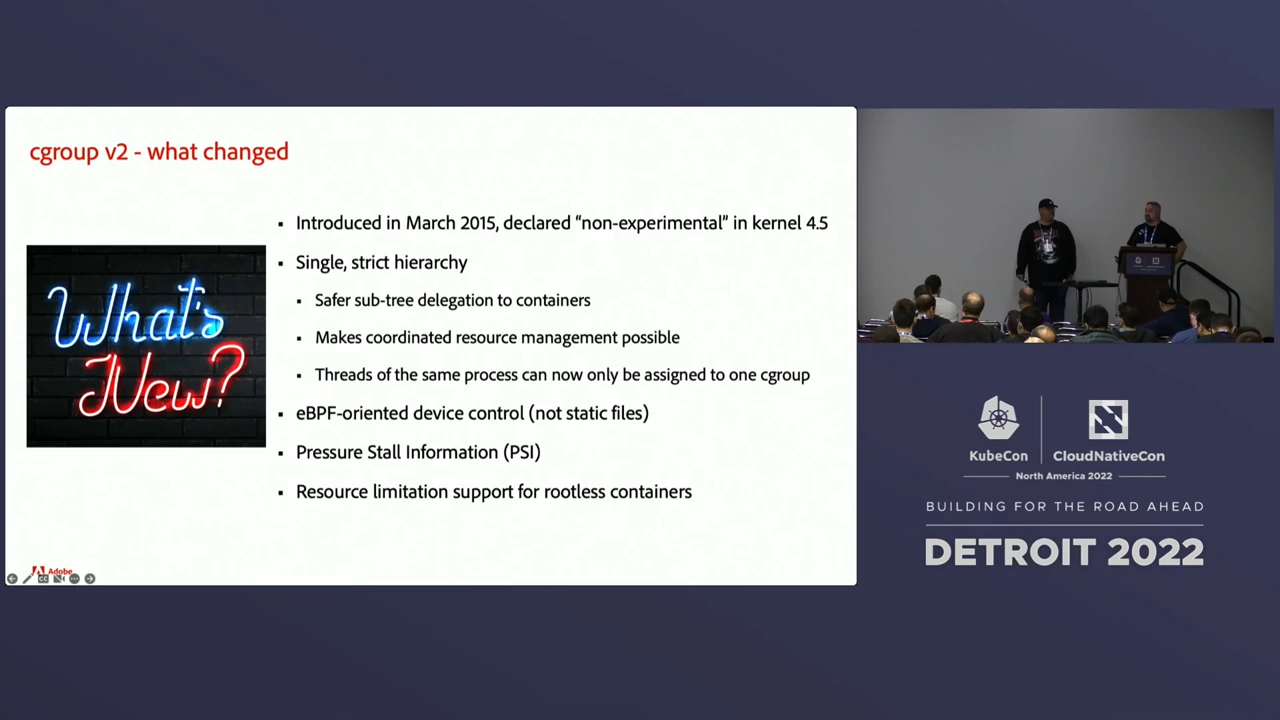 cgroup v2 - what changed
What's
New?
Introduced in March 2015, declared “non-experimental” in kernel 4.5
Single, strict hierarchy
Safer sub-tree delegation to containers
Makes coordinated resource management possible
Threads of the same process can now only be assigned to one cgroup
eBPF-oriented device control (not static files)
Pressure Stall Information (PSI)
Resource limitation support for rootless containers
Adobe
KubeCon
CloudNativeCon
North America 2022
BUILDING FOR THE ROAD AHEAD
DETROIT 2022